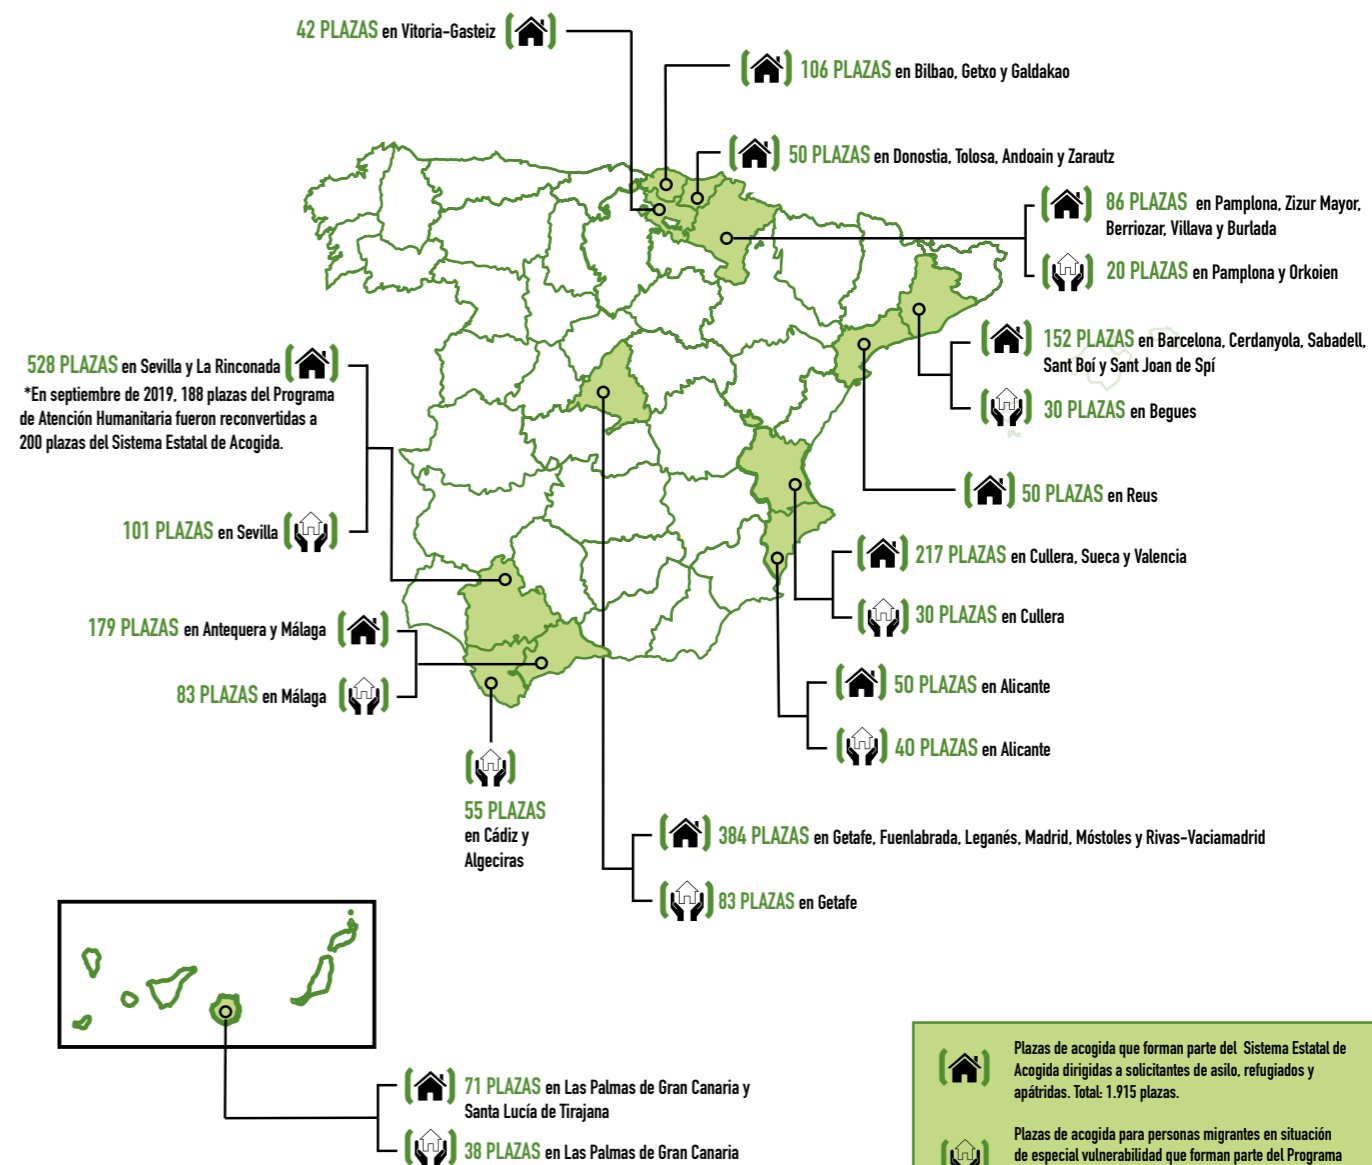 42 PLAZAS en Vitoria-Gasteiz
106 PLAZAS en Bilbao, Getxo y Galdakao
50 PLAZAS en Donostia, Tolosa, Andoain y Zarautz
86 PLAZAS en Pamplona, Zizur Mayor,
Berriozar, Villava y Burlada
20 PLAZAS en Pamplona y Orkoien
152 PLAZAS en Barcelona, Cerdanyola, Sabadell,
Sant Boí y Sant Joan de Spí
30 PLAZAS en Begues
528 PLAZAS en Sevilla y La Rinconada
*En septiembre de 2019, 188 plazas del Programa
de Atención Humanitaria fueron reconvertidas a
200 plazas del Sistema Estatal de Acogida.
50 PLAZAS en Reus
101 PLAZAS en Sevilla
217 PLAZAS en Cullera, Sueca y Valencia
30 PLAZAS en Cullera
179 PLAZAS en Antequera y Málaga
83 PLAZAS en Málaga
50 PLAZAS en Alicante
40 PLAZAS en Alicante
55 PLAZAS
en Cádiz y
Algeciras
384 PLAZAS en Getafe, Fuenlabrada, Leganés, Madrid, Móstoles y Rivas-Vaciamadrid
83 PLAZAS en Getafe
71 PLAZAS en Las Palmas de Gran Canaria y
Santa Lucía de Tirajana
38 PLAZAS en Las Palmas de Gran Canaria
Plazas de acogida que forman parte del Sistema Estatal de
Acogida dirigidas a solicitantes de asilo, refugiados y
apátridas. Total: 1.915 plazas.
Plazas de acogida para personas migrantes en situación
de especial vulnerabilidad que forman parte del Programa